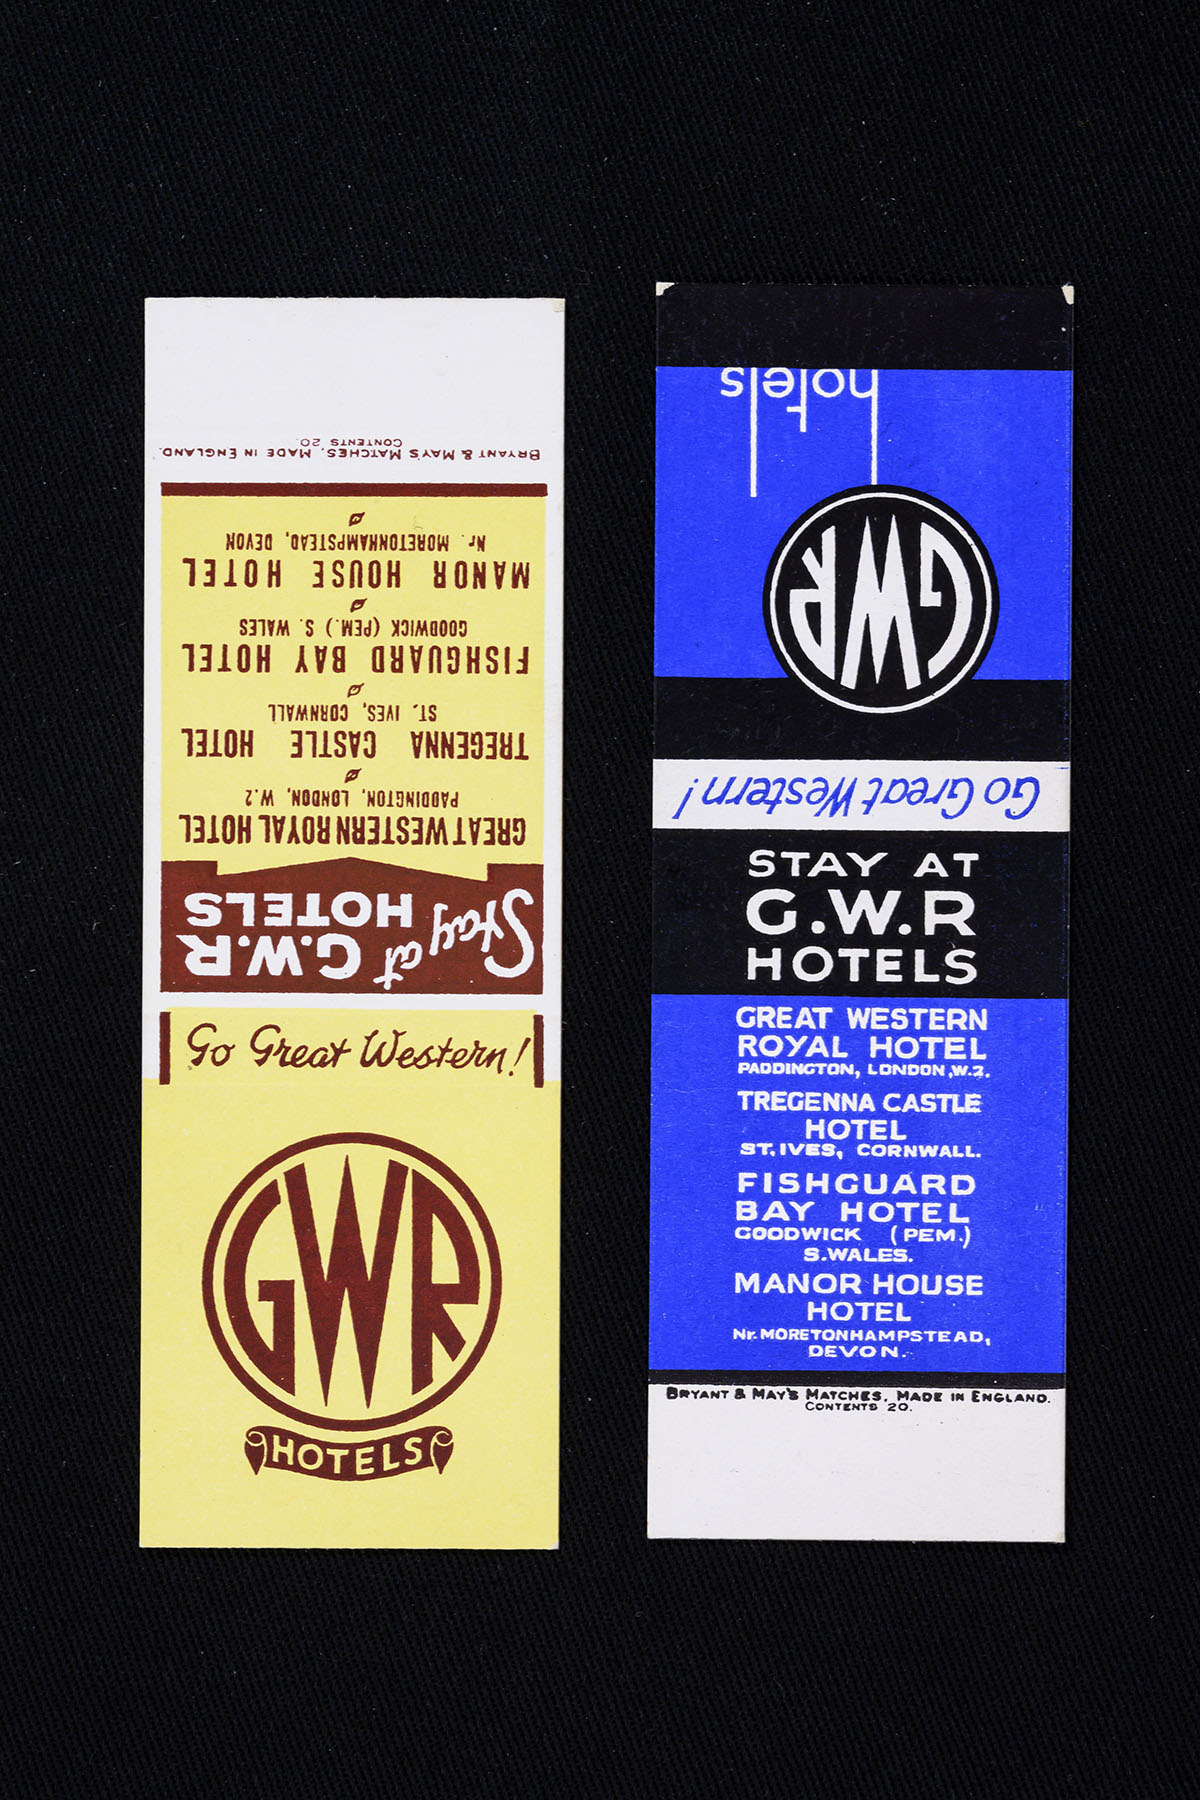 BRYANT & MAY'S MATCHES. MADE IN ENGLAND.
CONTENTS 20.
Stay at G.W.R
HOTELS
GREAT WESTERN ROYAL HOTEL
PADDINGTON, LONDON, W.2
TREGENNA CASTLE HOTEL
ST. IVES, CORNWALL
FISHGUARD BAY HOTEL
GOODWICK (PEM.) S. WALES
MANOR HOUSE HOTEL
Nr. MORETONHAMPSTEAD, DEVON
Go Great Western!
GWR
HOTELS
GWR
hotels
Go Great Western!
STAY AT
G.W.R
HOTELS
GREAT WESTERN
ROYAL HOTEL
PADDINGTON, LONDON, W.2.
TREGENNA CASTLE
HOTEL
ST. IVES, CORNWALL.
FISHGUARD
BAY HOTEL
GOODWICK (PEM.)
S. WALES.
MANOR HOUSE
HOTEL
Nr. MORETONHAMPSTEAD,
DEVON.
BRYANT & MAY'S MATCHES. MADE IN ENGLAND.
CONTENTS 20.